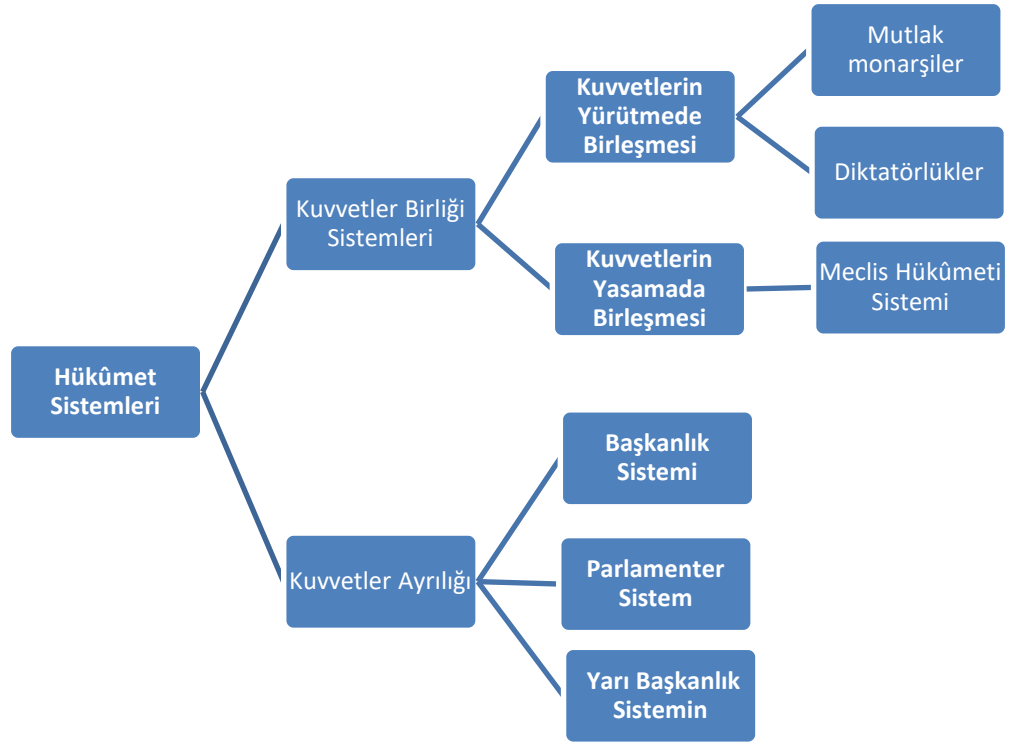 Hükûmet
Sistemleri
Kuvvetler Birliği
Sistemleri
Kuvvetlerin
Yürütmede
Birleşmesi
Mutlak
monarşiler
Diktatörlükler
Kuvvetlerin
Yasamada
Birleşmesi
Meclis Hükûmeti
Sistemi
Kuvvetler Ayrılığı
Başkanlık
Sistemi
Parlamenter
Sistem
Yarı Başkanlık
Sistemin